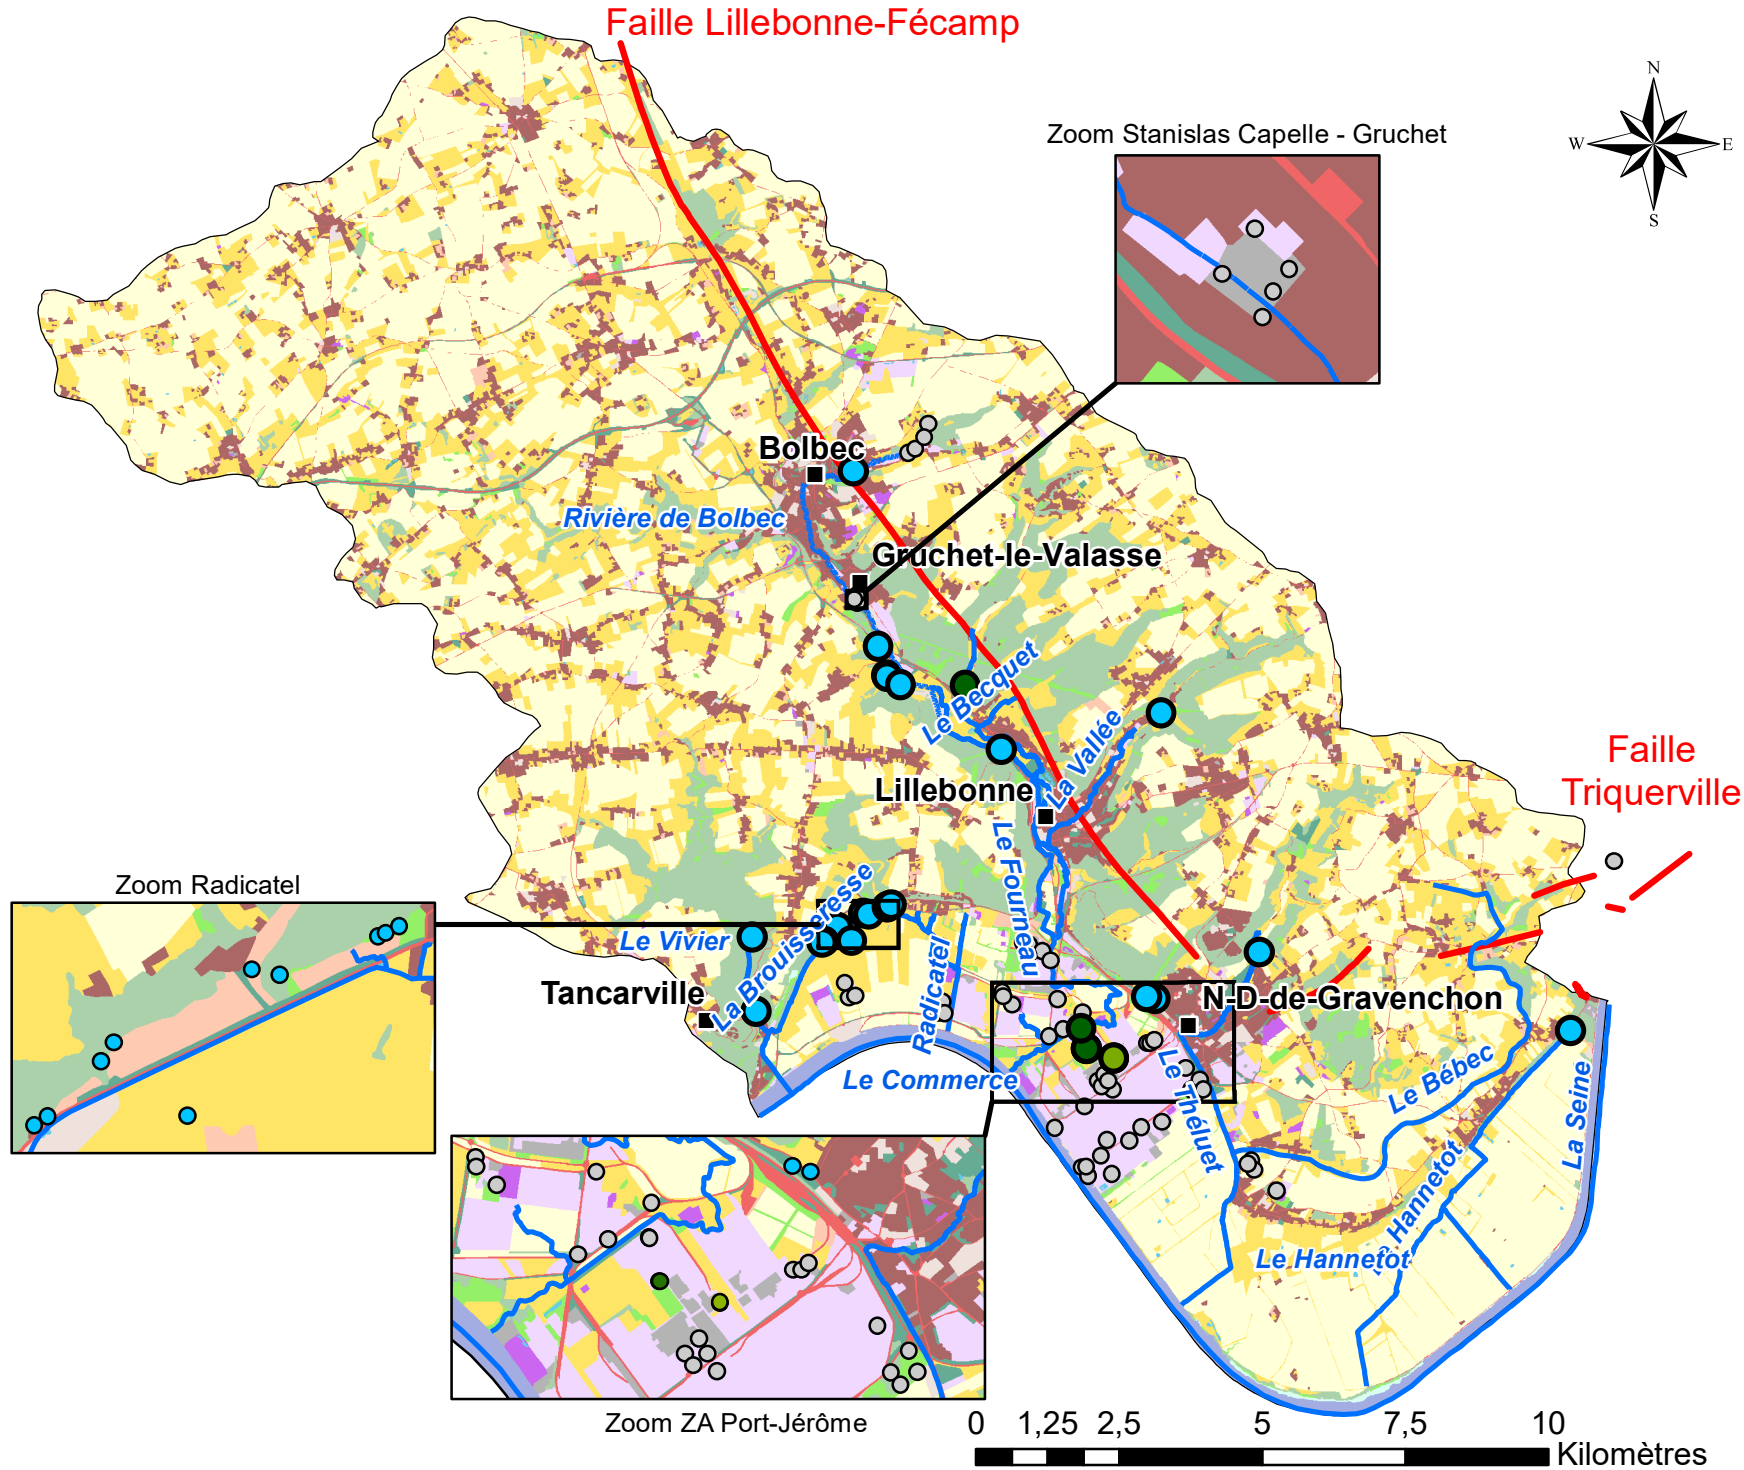 Faille Lillebonne-Fécamp
N
W
E
S
Zoom Stanislas Capelle - Gruchet
Bolbec
Rivière de Bolbec
Gruchet-le-Valasse
Le Becquet
La Vallée
Lillebonne
Faille
Triquerville
Le Fourneau
Zoom Radicatel
La Brouisseresse
Le Vivier
Radicatel
Tancarville
N-D-de-Gravenchon
Le Commerce
Le Théluet
Le Bébec
La Seine
Le Hannetot
Le Hannetot
Zoom ZA Port-Jérôme
0 1,25 2,5 5 7,5 10
Kilomètres